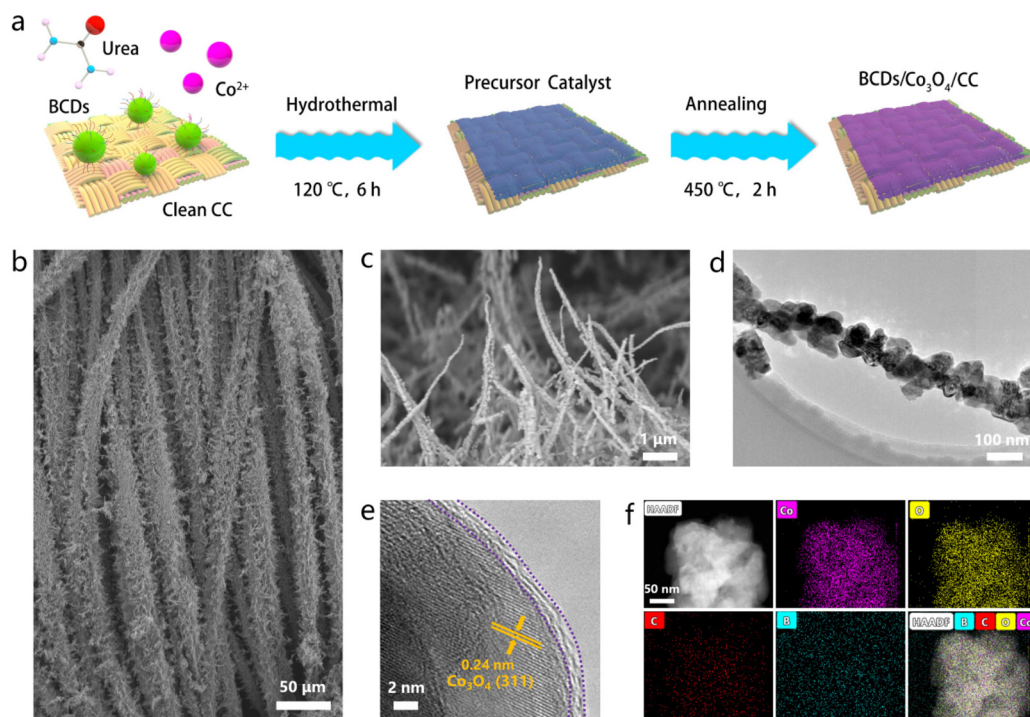 a
Urea
Co²⁺
BCDs
Clean CC
Hydrothermal
120 ℃, 6 h
Precursor Catalyst
Annealing
450 ℃, 2 h
BCDs/Co₃O₄/CC
b
50 µm
c
1 µm
d
100 nm
e
0.24 nm
Co₃O₄ (311)
2 nm
f
HAADF
50 nm
Co
O
C
B
HAADF B C O Co